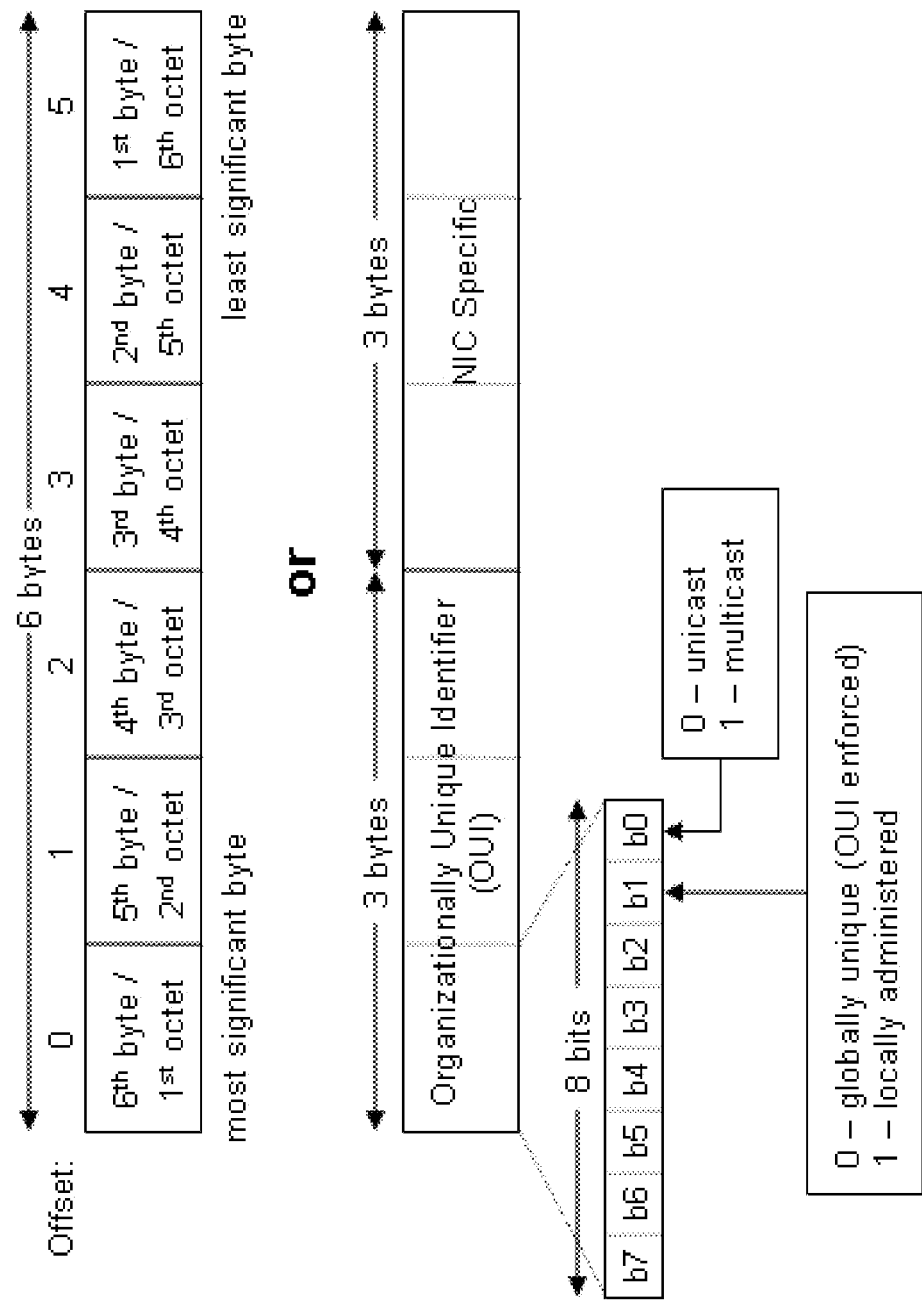 6 bytes
Offset: 0 1 2 3 4 5
6th byte / 5th byte / 4th byte / 3rd byte / 2nd byte / 1st byte /
1st octet 2nd octet 3rd octet 4th octet 5th octet 6th octet
most significant byte least significant byte
or
3 bytes 3 bytes
Organizationally Unique Identifier
(OUI)
NIC Specific
8 bits
b7 b6 b5 b4 b3 b2 b1 b0
0 – unicast
1 – multicast
0 – globally unique (OUI enforced)
1 – locally administered